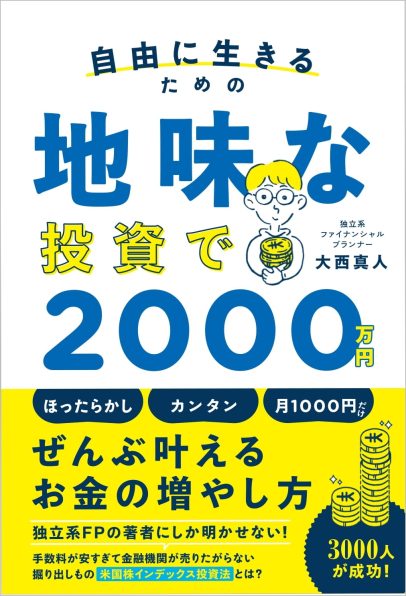 自由に生きる
ための
地味な
投資で
独立系
ファイナンシャル
プランナー
大西真人
2000万円
ほったらかし
カンタン
月1000円だけ
ぜんぶ叶える
お金の増やし方
独立系FPの著者にしか明かせない!
手数料が安すぎて金融機関が売りたがらない
掘り出しもの 米国株インデックス投資法 とは?
3000人
が成功!